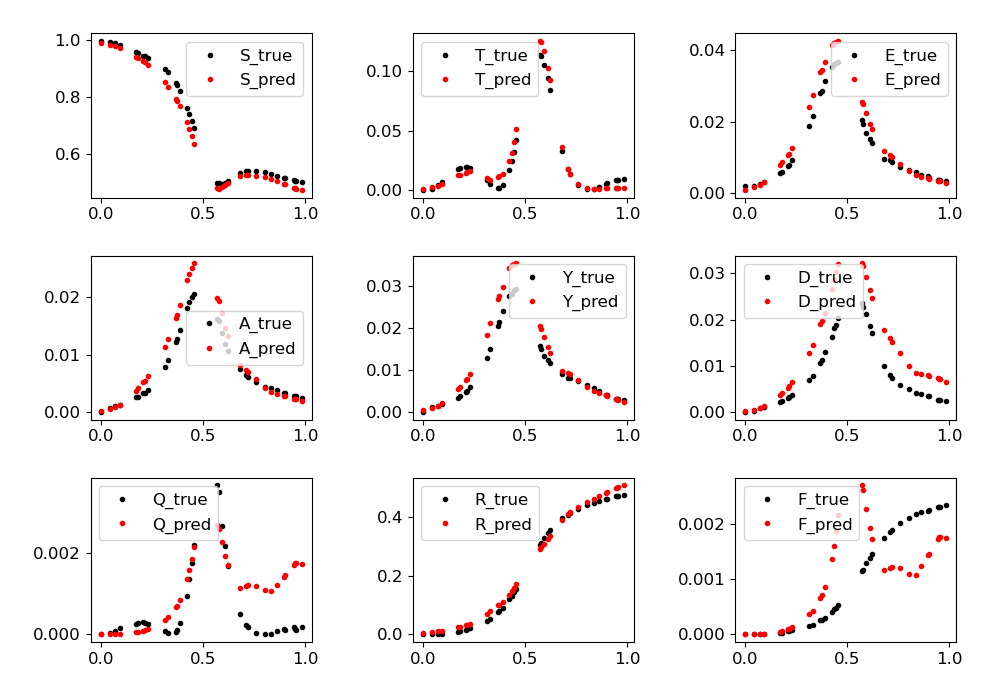 1.0
0.8
0.6
S_true
S_pred
0.0 0.5 1.0
0.10
0.05
0.00
T_true
T_pred
0.0 0.5 1.0
0.04
0.02
0.00
E_true
E_pred
0.0 0.5 1.0
0.02
0.01
0.00
A_true
A_pred
0.0 0.5 1.0
0.03
0.02
0.01
0.00
Y_true
Y_pred
0.0 0.5 1.0
0.03
0.02
0.01
0.00
D_true
D_pred
0.0 0.5 1.0
0.002
0.000
Q_true
Q_pred
0.0 0.5 1.0
0.4
0.2
0.0
R_true
R_pred
0.0 0.5 1.0
0.002
0.001
0.000
F_true
F_pred
0.0 0.5 1.0